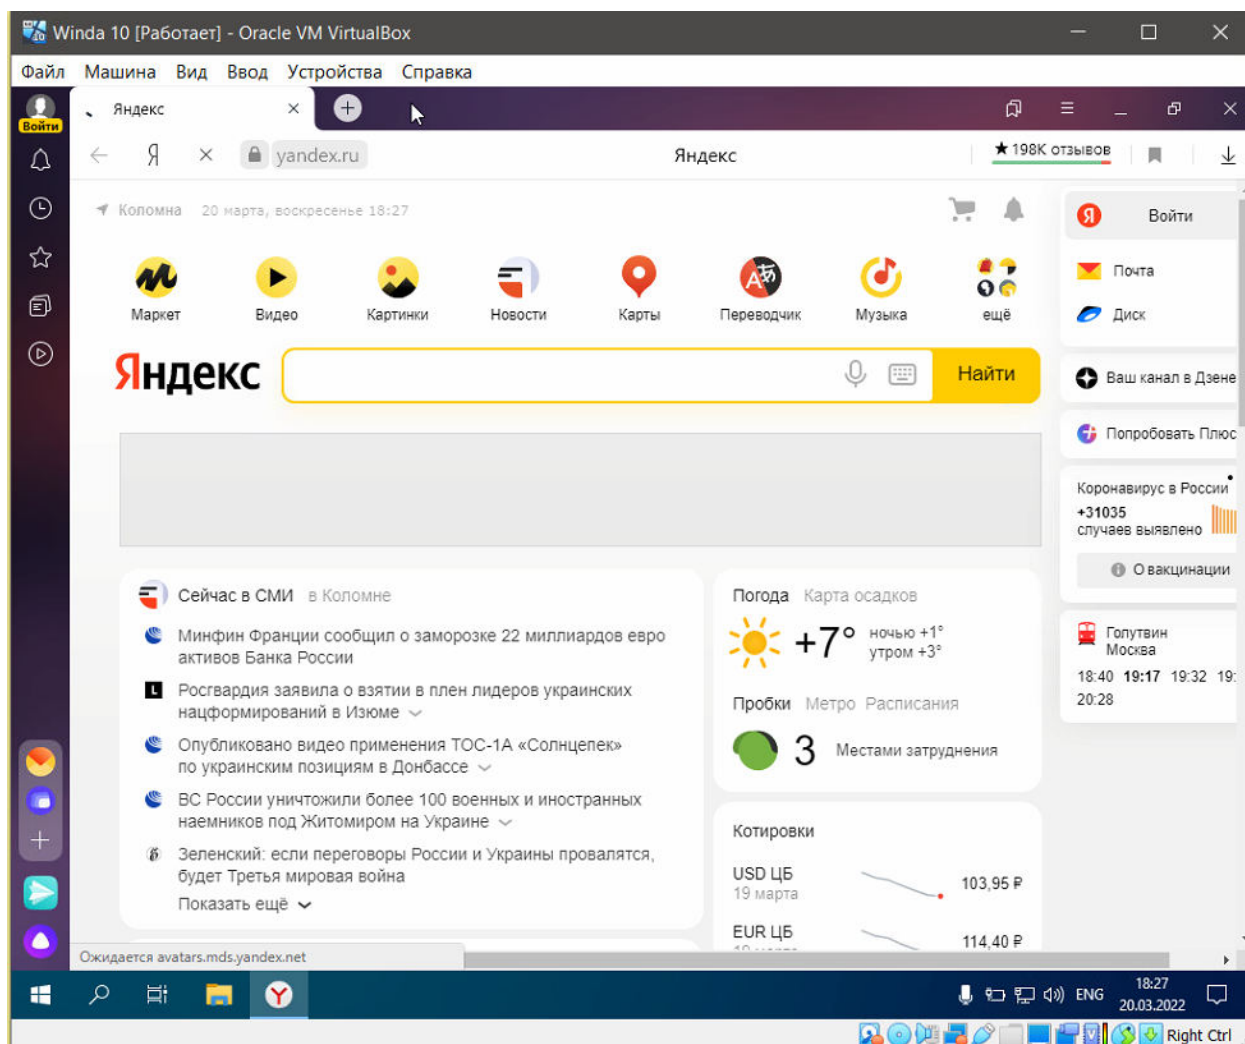 Winda 10 [Работает] - Oracle VM VirtualBox
Файл Машина Вид Ввод Устройства Справка
Войти
Яндекс
Я yandex.ru Яндекс ★ 198К отзывов
Коломна 20 марта, воскресенье 18:27
Маркет Видео Картинки Новости Карты Переводчик Музыка ещё
Яндекс Найти
Войти
Почта
Диск
Ваш канал в Дзене
Попробовать Плюс
Коронавирус в России
+31035
случаев выявлено
О вакцинации
Голутвин
Москва
18:40 19:17 19:32 19:
20:28
Сейчас в СМИ в Коломне
Минфин Франции сообщил о заморозке 22 миллиардов евро
активов Банка России
Росгвардия заявила о взятии в плен лидеров украинских
нацформирований в Изюме
Опубликовано видео применения ТОС-1А «Солнцепек»
по украинским позициям в Донбассе
ВС России уничтожили более 100 военных и иностранных
наемников под Житомиром на Украине
Зеленский: если переговоры России и Украины провалятся,
будет Третья мировая война
Показать ещё
Погода Карта осадков
+7° ночью +1°
утром +3°
Пробки Метро Расписания
3 Местами затруднения
Котировки
USD ЦБ 103,95 ₽
19 марта
EUR ЦБ 114,40 ₽
Ожидается avatars.mds.yandex.net
ENG 18:27
20.03.2022
Right Ctrl